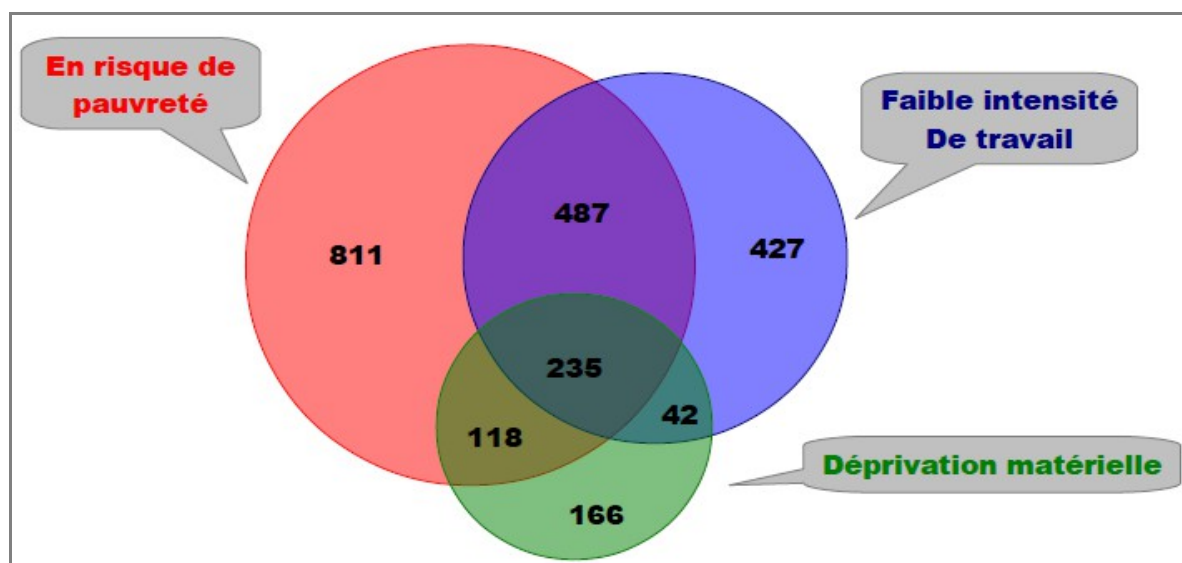 En risque de
pauvreté
Faible intensité
De travail
487
811
427
235
42
118
Déprivation matérielle
166